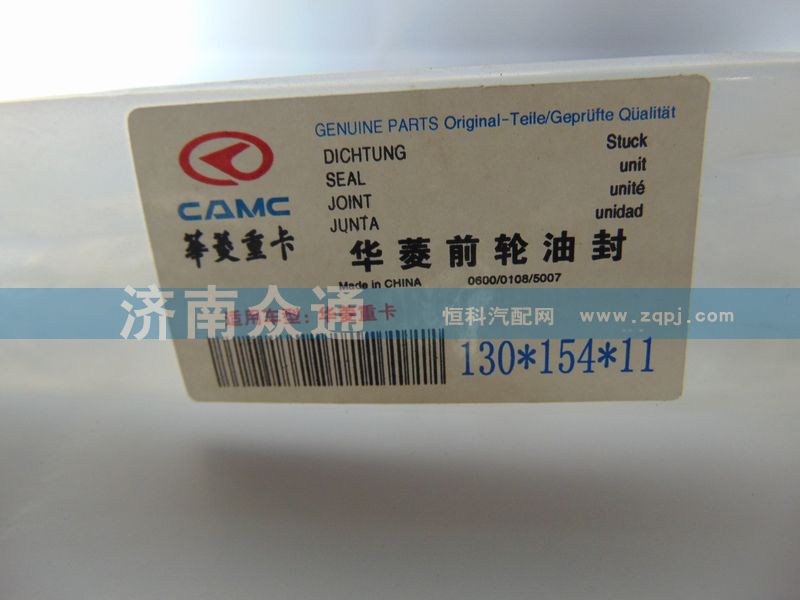 GENUINE PARTS Original-Teile/Geprüfte Qüalität
DICHTUNG Stuck
SEAL unit
JOINT unité
JUNTA unidad
CAMC
華菱重卡
华菱前轮油封
Made in CHINA 0600/0108/5007
济南众通 恒科汽配网 www.zqpj.com
适用车型：华菱重卡
130*154*11